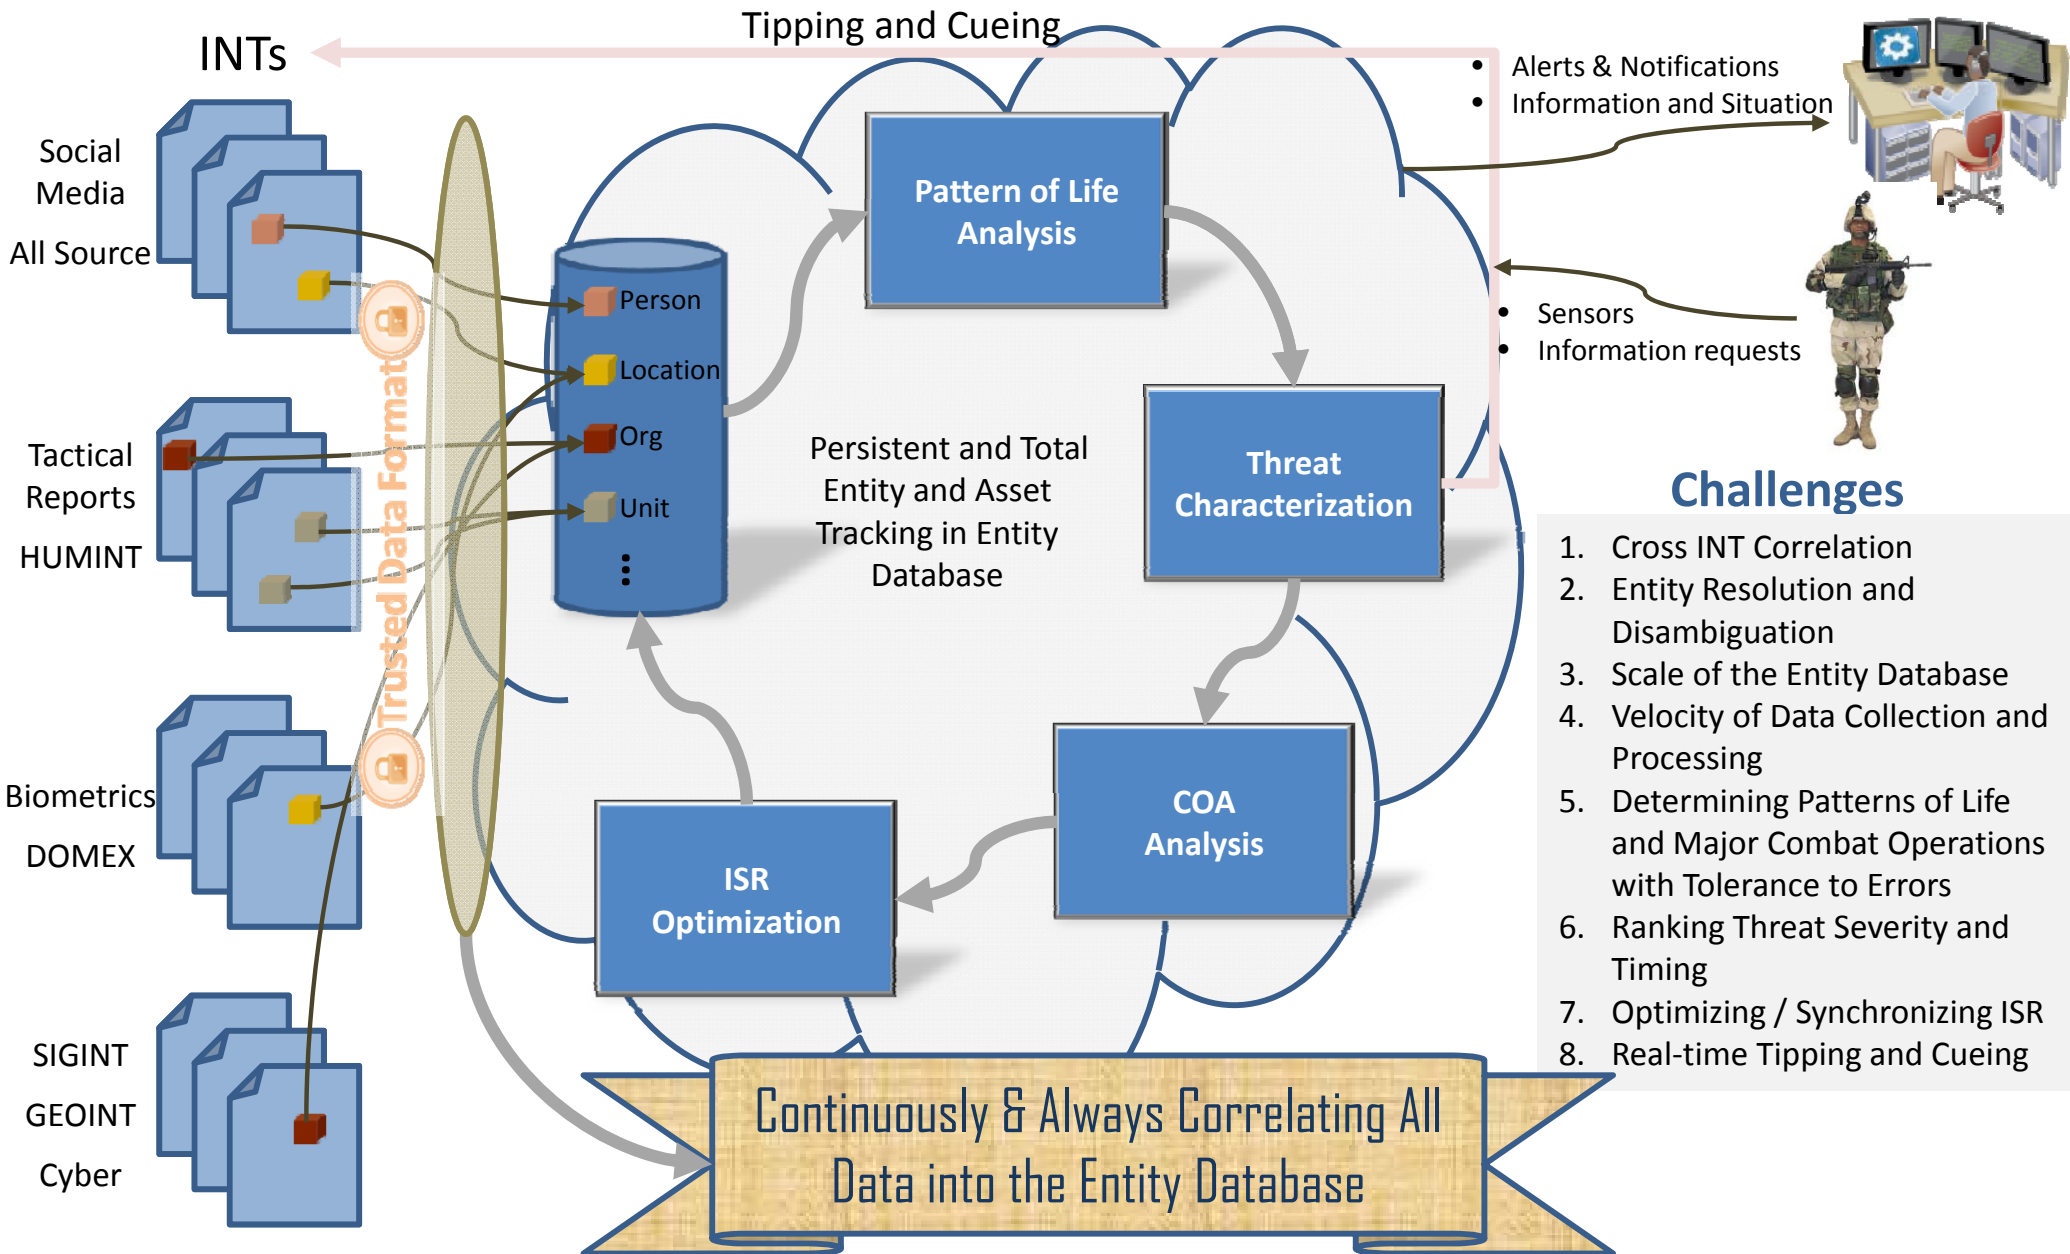 Tipping and Cueing
INTs
Social
Media
All Source
Tactical
Reports
HUMINT
Biometrics
DOMEX
SIGINT
GEOINT
Cyber
Trusted Data Format
Person
Location
Org
Unit
Pattern of Life
Analysis
Persistent and Total
Entity and Asset
Tracking in Entity
Database
Threat
Characterization
COA
Analysis
ISR
Optimization
Continuously & Always Correlating All
Data into the Entity Database
• Alerts & Notifications
• Information and Situation
• Sensors
• Information requests
Challenges
1. Cross INT Correlation
2. Entity Resolution and
Disambiguation
3. Scale of the Entity Database
4. Velocity of Data Collection and
Processing
5. Determining Patterns of Life
and Major Combat Operations
with Tolerance to Errors
6. Ranking Threat Severity and
Timing
7. Optimizing / Synchronizing ISR
8. Real-time Tipping and Cueing